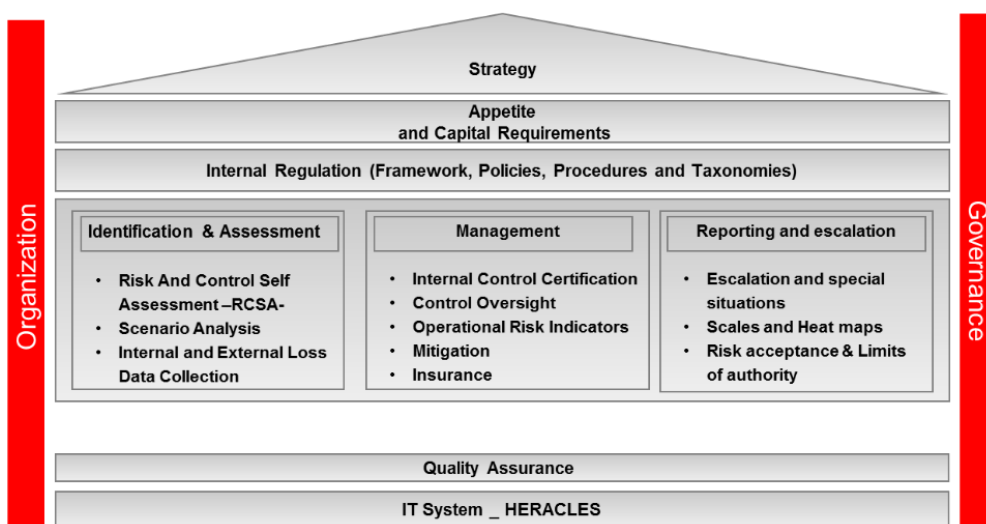 Strategy
Appetite
and Capital Requirements
Internal Regulation (Framework, Policies, Procedures and Taxonomies)
Organization
Identification & Assessment
• Risk And Control Self
Assessment –RCSA-
• Scenario Analysis
• Internal and External Loss
Data Collection
Management
• Internal Control Certification
• Control Oversight
• Operational Risk Indicators
• Mitigation
• Insurance
Reporting and escalation
• Escalation and special
situations
• Scales and Heat maps
• Risk acceptance & Limits
of authority
Governance
Quality Assurance
IT System _ HERACLES